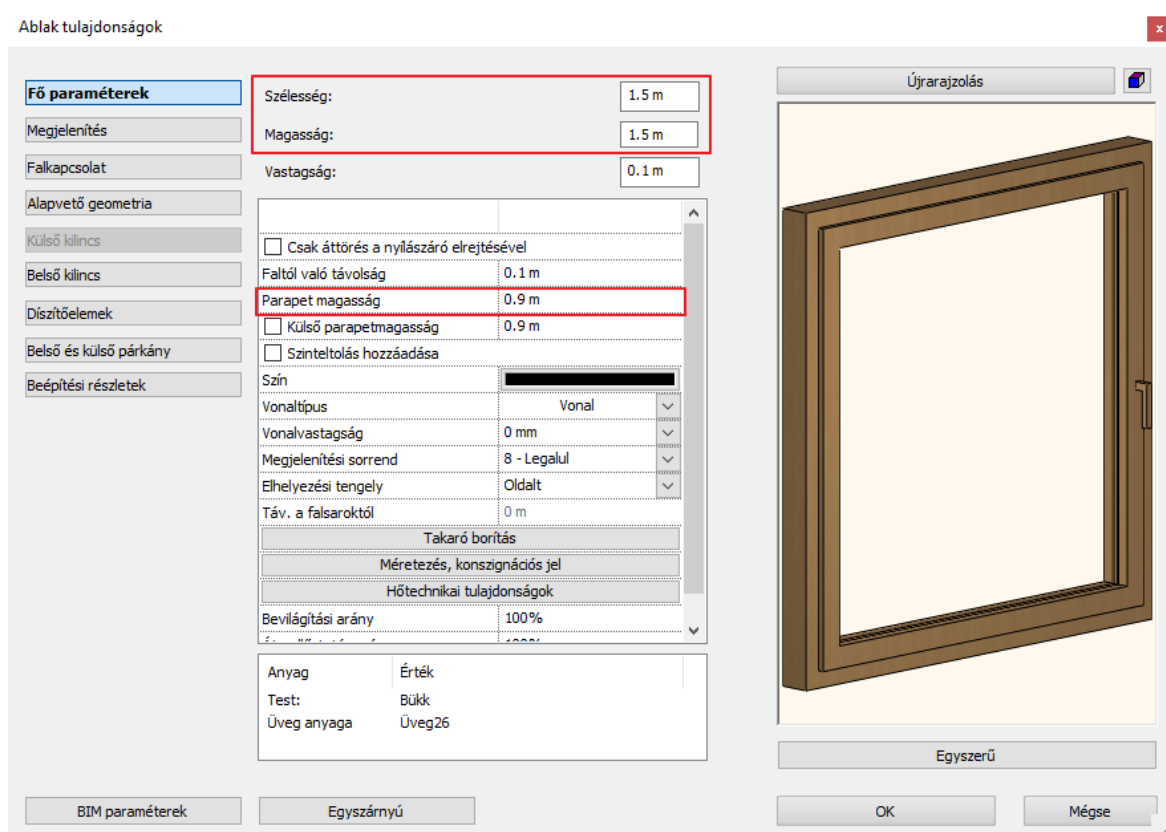 Ablak tulajdonságok
x
Fő paraméterek
Megjelenítés
Falkapcsolat
Alapvető geometria
Külső kilincs
Belső kilincs
Díszítőelemek
Belső és külső párkány
Beépítési részletek
Szélesség: 1.5 m
Magasság: 1.5 m
Vastagság: 0.1 m
Csak áttörés a nyílászáró elrejtésével
Faltól való távolság 0.1 m
Parapet magasság 0.9 m
Külső parapetmagasság 0.9 m
Szinteltolás hozzáadása
Szín
Vonaltípus Vonal
Vonalvastagság 0 mm
Megjelenítési sorrend 8 - Legalul
Elhelyezési tengely Oldalt
Táv. a falsaroktól 0 m
Takaró borítás
Méretezés, konszignációs jel
Hőtechnikai tulajdonságok
Bevilágítási arány 100%
Anyag Érték
Test: Bükk
Üveg anyaga Üveg26
Újrarajzolás
Egyszerű
BIM paraméterek
Egyszárnyú
OK
Mégse